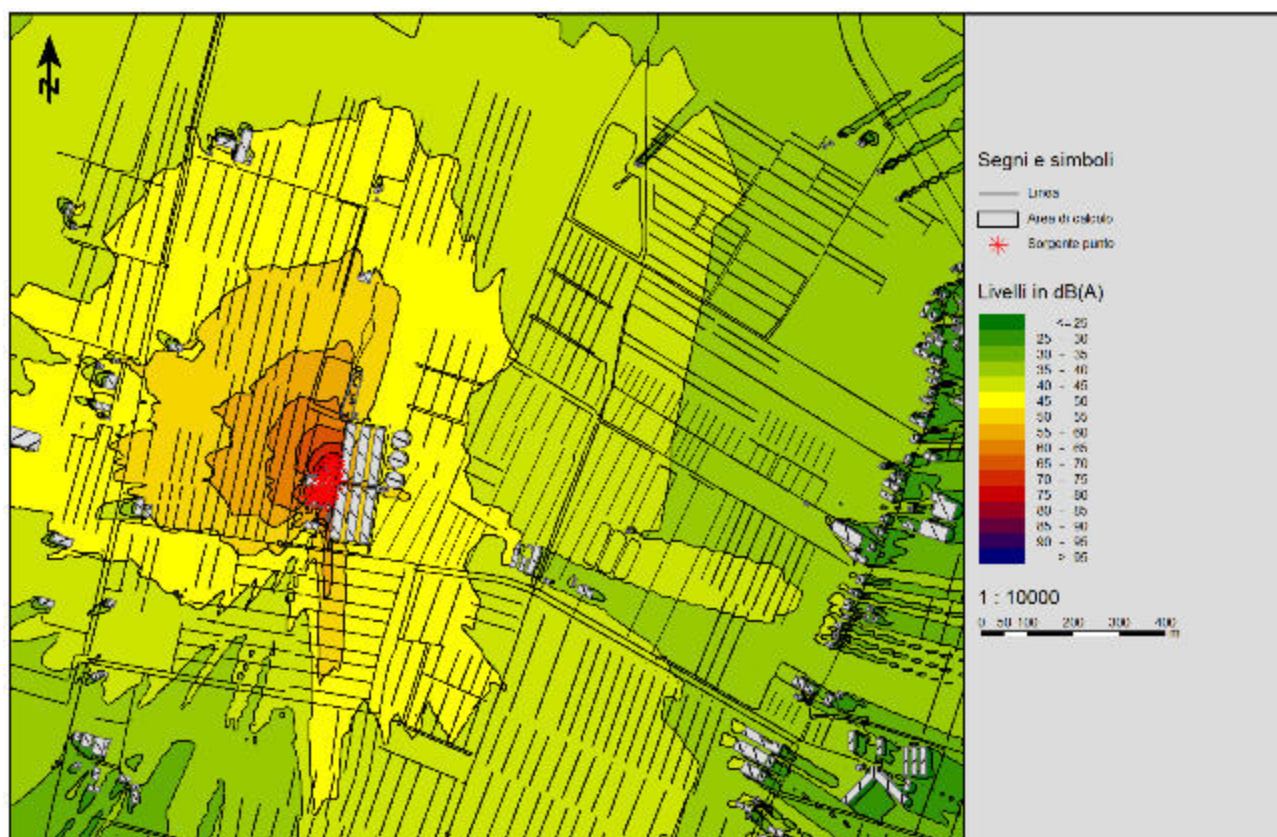 N
Segni e simboli
Linea
Area di calcolo
Sorgente punto
Livelli in dB(A)
<= 25
25 - 30
30 - 35
35 - 40
40 - 45
45 - 50
50 - 55
55 - 60
60 - 65
65 - 70
70 - 75
75 - 80
80 - 85
85 - 90
90 - 95
> 95
1 : 10000
0 50 100 200 300 400
m